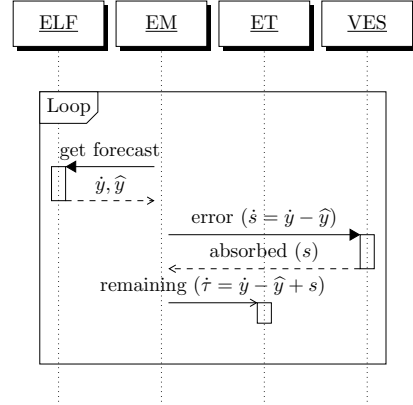 ELF EM ET VES
Loop
get forecast
ẏ, ŷ
error (ṡ = ẏ − ŷ)
absorbed (s)
remaining (τ̇ = ẏ − ŷ + s)